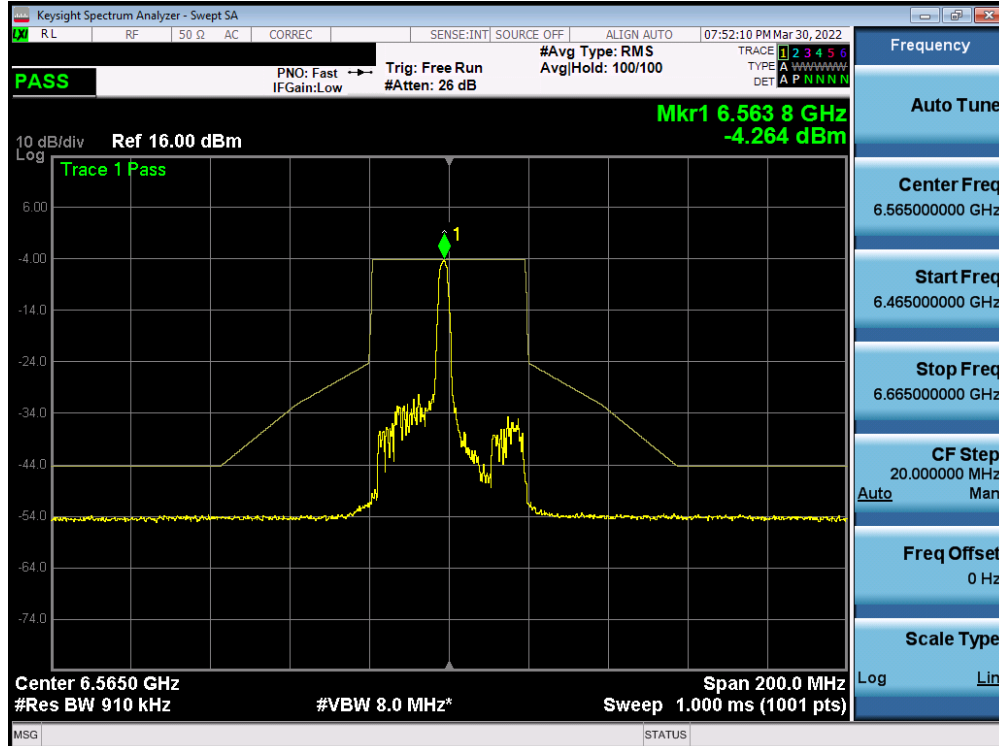 Keysight Spectrum Analyzer - Swept SA
LXI RL RF 50 Ω AC CORREC SENSE:INT SOURCE OFF ALIGN AUTO 07:52:10 PM Mar 30, 2022
PASS
PNO: Fast
IFGain:Low
Trig: Free Run
#Atten: 26 dB
#Avg Type: RMS
Avg|Hold: 100/100
TRACE 1 2 3 4 5 6
TYPE A WWWWW
DET A P N N N N
Mkr1 6.563 8 GHz
-4.264 dBm
10 dB/div Ref 16.00 dBm
Log
Trace 1 Pass
1
6.00
-4.00
-14.0
-24.0
-34.0
-44.0
-54.0
-64.0
-74.0
Center 6.5650 GHz Span 200.0 MHz
#Res BW 910 kHz #VBW 8.0 MHz* Sweep 1.000 ms (1001 pts)
MSG STATUS
Frequency
Auto Tune
Center Freq
6.565000000 GHz
Start Freq
6.465000000 GHz
Stop Freq
6.665000000 GHz
CF Step
20.000000 MHz
Auto Man
Freq Offset
0 Hz
Scale Type
Log Lin